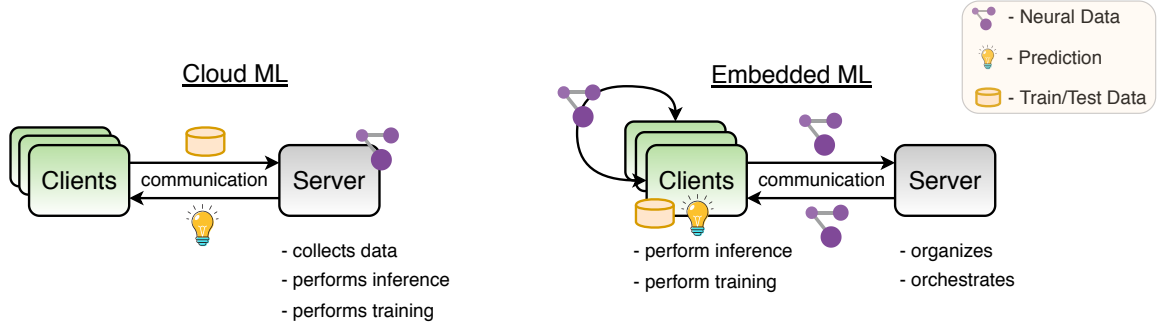 - Neural Data
- Prediction
- Train/Test Data
Cloud ML
Clients
communication
Server
- collects data
- performs inference
- performs training
Embedded ML
Clients
communication
Server
- perform inference
- perform training
- organizes
- orchestrates